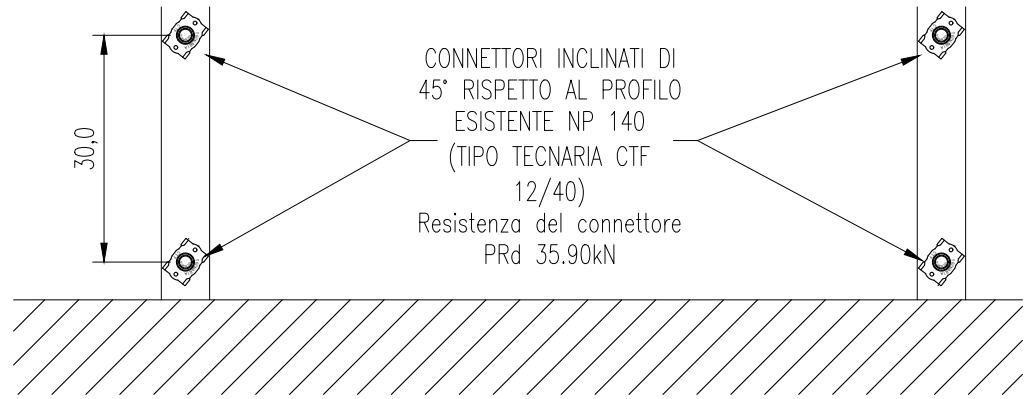 30,0
CONNETTORI INCLINATI DI
45° RISPETTO AL PROFILO
ESISTENTE NP 140
(TIPO TECNARIA CTF
12/40)
Resistenza del connettore
PRd 35.90kN